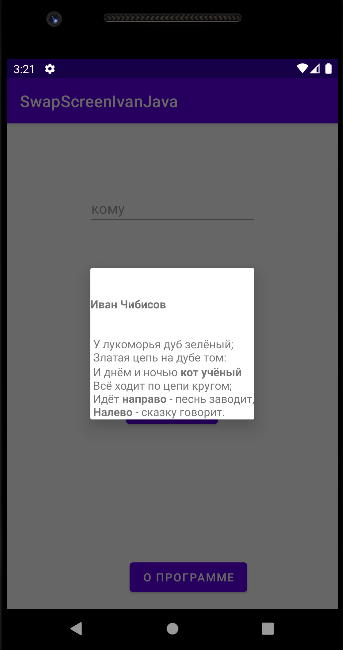 3:21
SwapScreenIvanJava
кому
Иван Чибисов
У лукоморья дуб зелёный;
Златая цепь на дубе том:
И днём и ночью кот учёный
Всё ходит по цепи кругом;
Идёт направо - песнь заводит,
Налево - сказку говорит.
О ПРОГРАММЕ